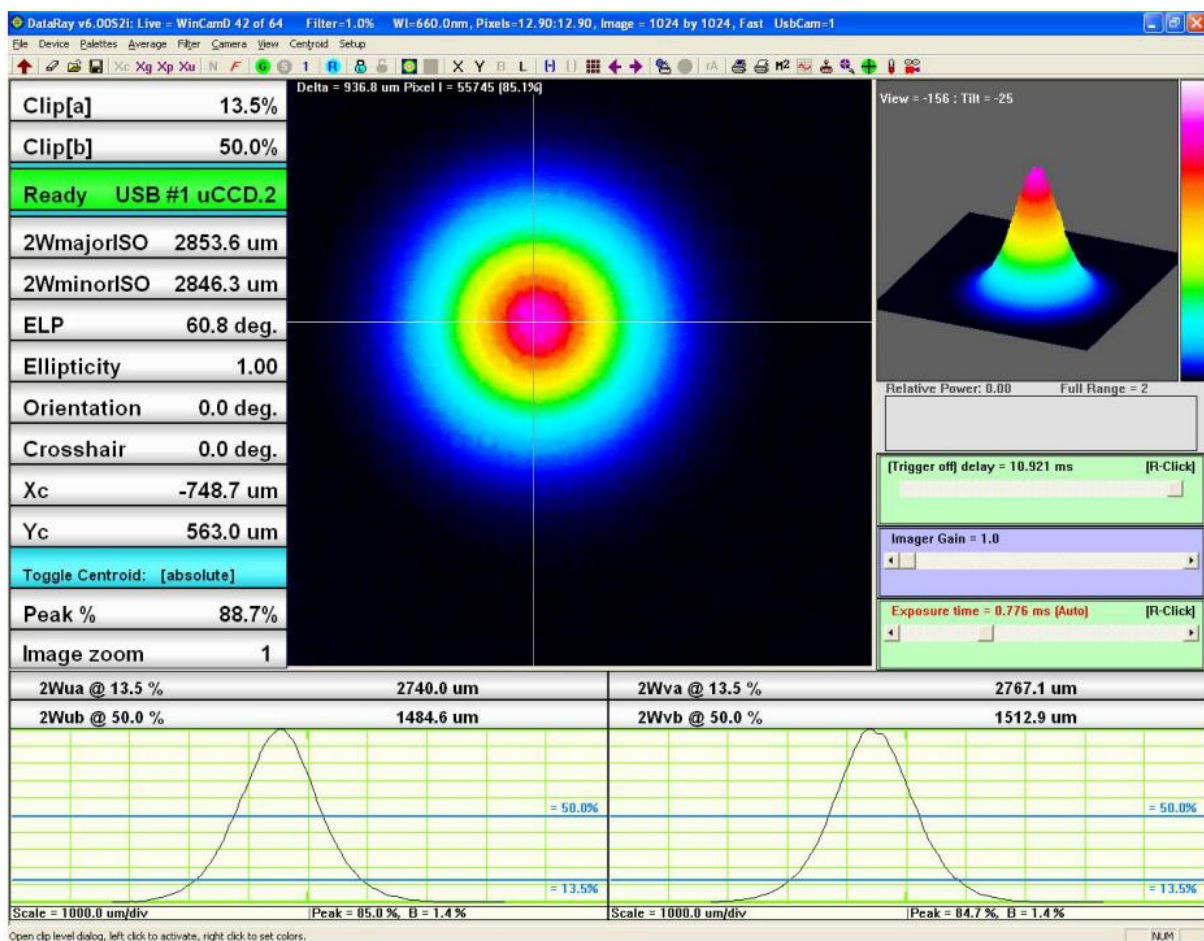 DataRay v6.00S2i: Live = WinCamD 42 of 64 Filter=1.0% Wl=660.0nm, Pixels=12.90:12.90, Image = 1024 by 1024, Fast UsbCam=1
File Device Palettes Average Filter Camera View Centroid Setup
Xc Xg Xp Xu N F G S 1 R X Y B L rA M²
Clip[a] 13.5%
Clip[b] 50.0%
Ready USB #1 uCCD.2
2WmajorISO 2853.6 um
2WminorISO 2846.3 um
ELP 60.8 deg.
Ellipticity 1.00
Orientation 0.0 deg.
Crosshair 0.0 deg.
Xc -748.7 um
Yc 563.0 um
Toggle Centroid: [absolute]
Peak % 88.7%
Image zoom 1
Delta = 936.8 um Pixel I = 55745 (85.1%)
View = -156 : Tilt = -25
Relative Power: 0.00 Full Range = 2
(Trigger off) delay = 10.921 ms [R-Click]
Imager Gain = 1.0
Exposure time = 0.776 ms (Auto) [R-Click]
2Wua @ 13.5 % 2740.0 um
2Wub @ 50.0 % 1484.6 um
= 50.0%
= 13.5%
Scale = 1000.0 um/div Peak = 85.0 %, B = 1.4 %
2Wva @ 13.5 % 2767.1 um
2Wvb @ 50.0 % 1512.9 um
= 50.0%
= 13.5%
Scale = 1000.0 um/div Peak = 84.7 %, B = 1.4 %
Open clip level dialog, left click to activate, right click to set colors. NUM